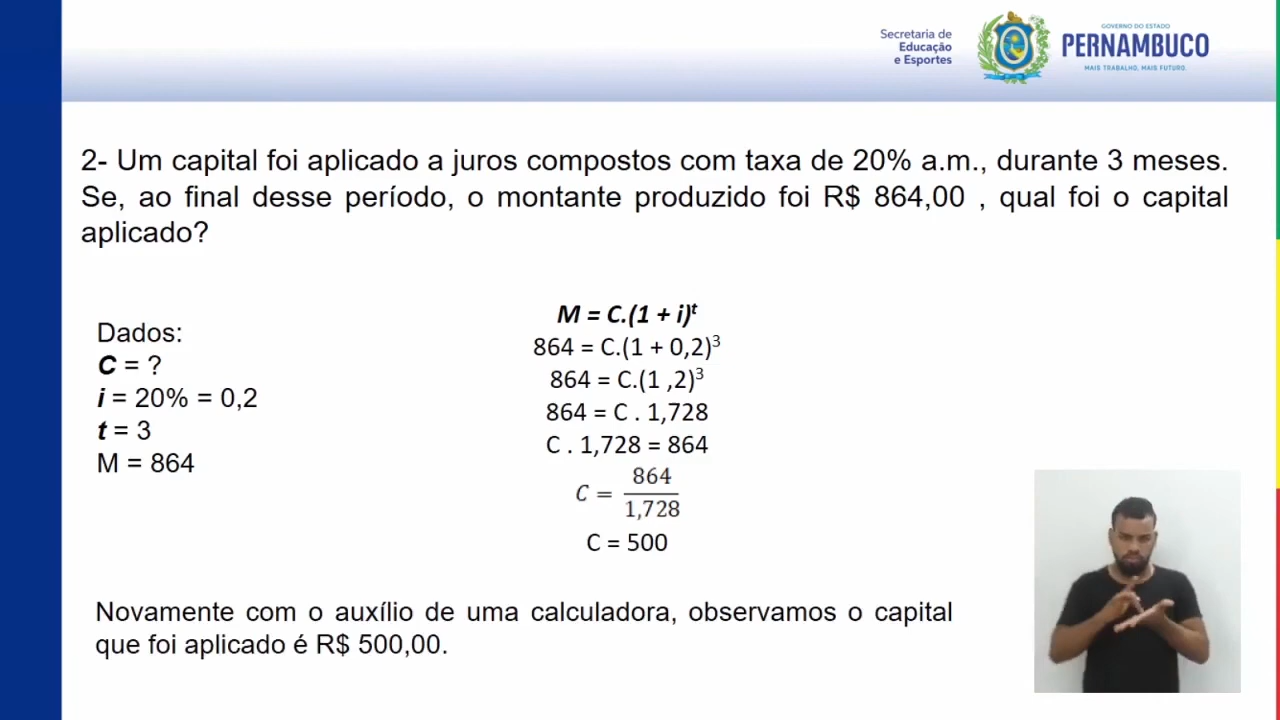 Secretaria de
Educação
e Esportes
GOVERNO DO ESTADO
PERNAMBUCO
MAIS TRABALHO, MAIS FUTURO.
2- Um capital foi aplicado a juros compostos com taxa de 20% a.m., durante 3 meses.
Se, ao final desse período, o montante produzido foi R$ 864,00 , qual foi o capital
aplicado?
Dados:
C = ?
i = 20% = 0,2
t = 3
M = 864
M = C.(1 + i)ᵗ
864 = C.(1 + 0,2)³
864 = C.(1 ,2)³
864 = C . 1,728
C . 1,728 = 864
C = 864/1,728
C = 500
Novamente com o auxílio de uma calculadora, observamos o capital
que foi aplicado é R$ 500,00.